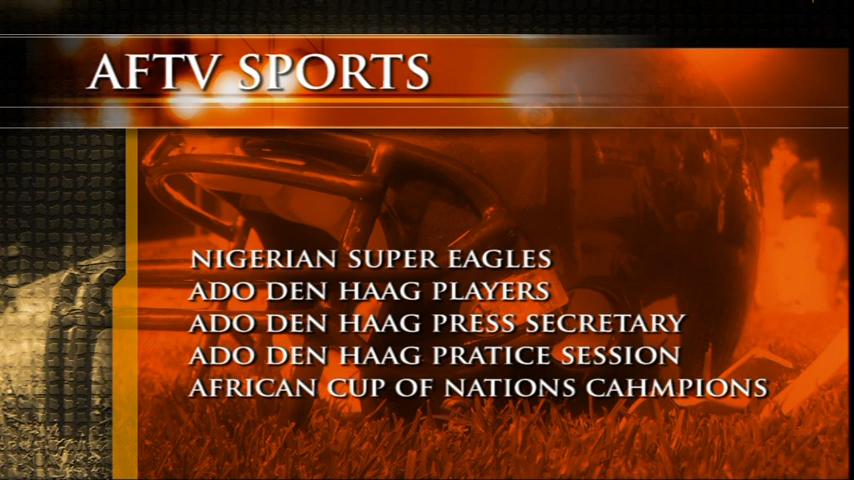 AFTV SPORTS
NIGERIAN SUPER EAGLES
ADO DEN HAAG PLAYERS
ADO DEN HAAG PRESS SECRETARY
ADO DEN HAAG PRATICE SESSION
AFRICAN CUP OF NATIONS CAHMPIONS